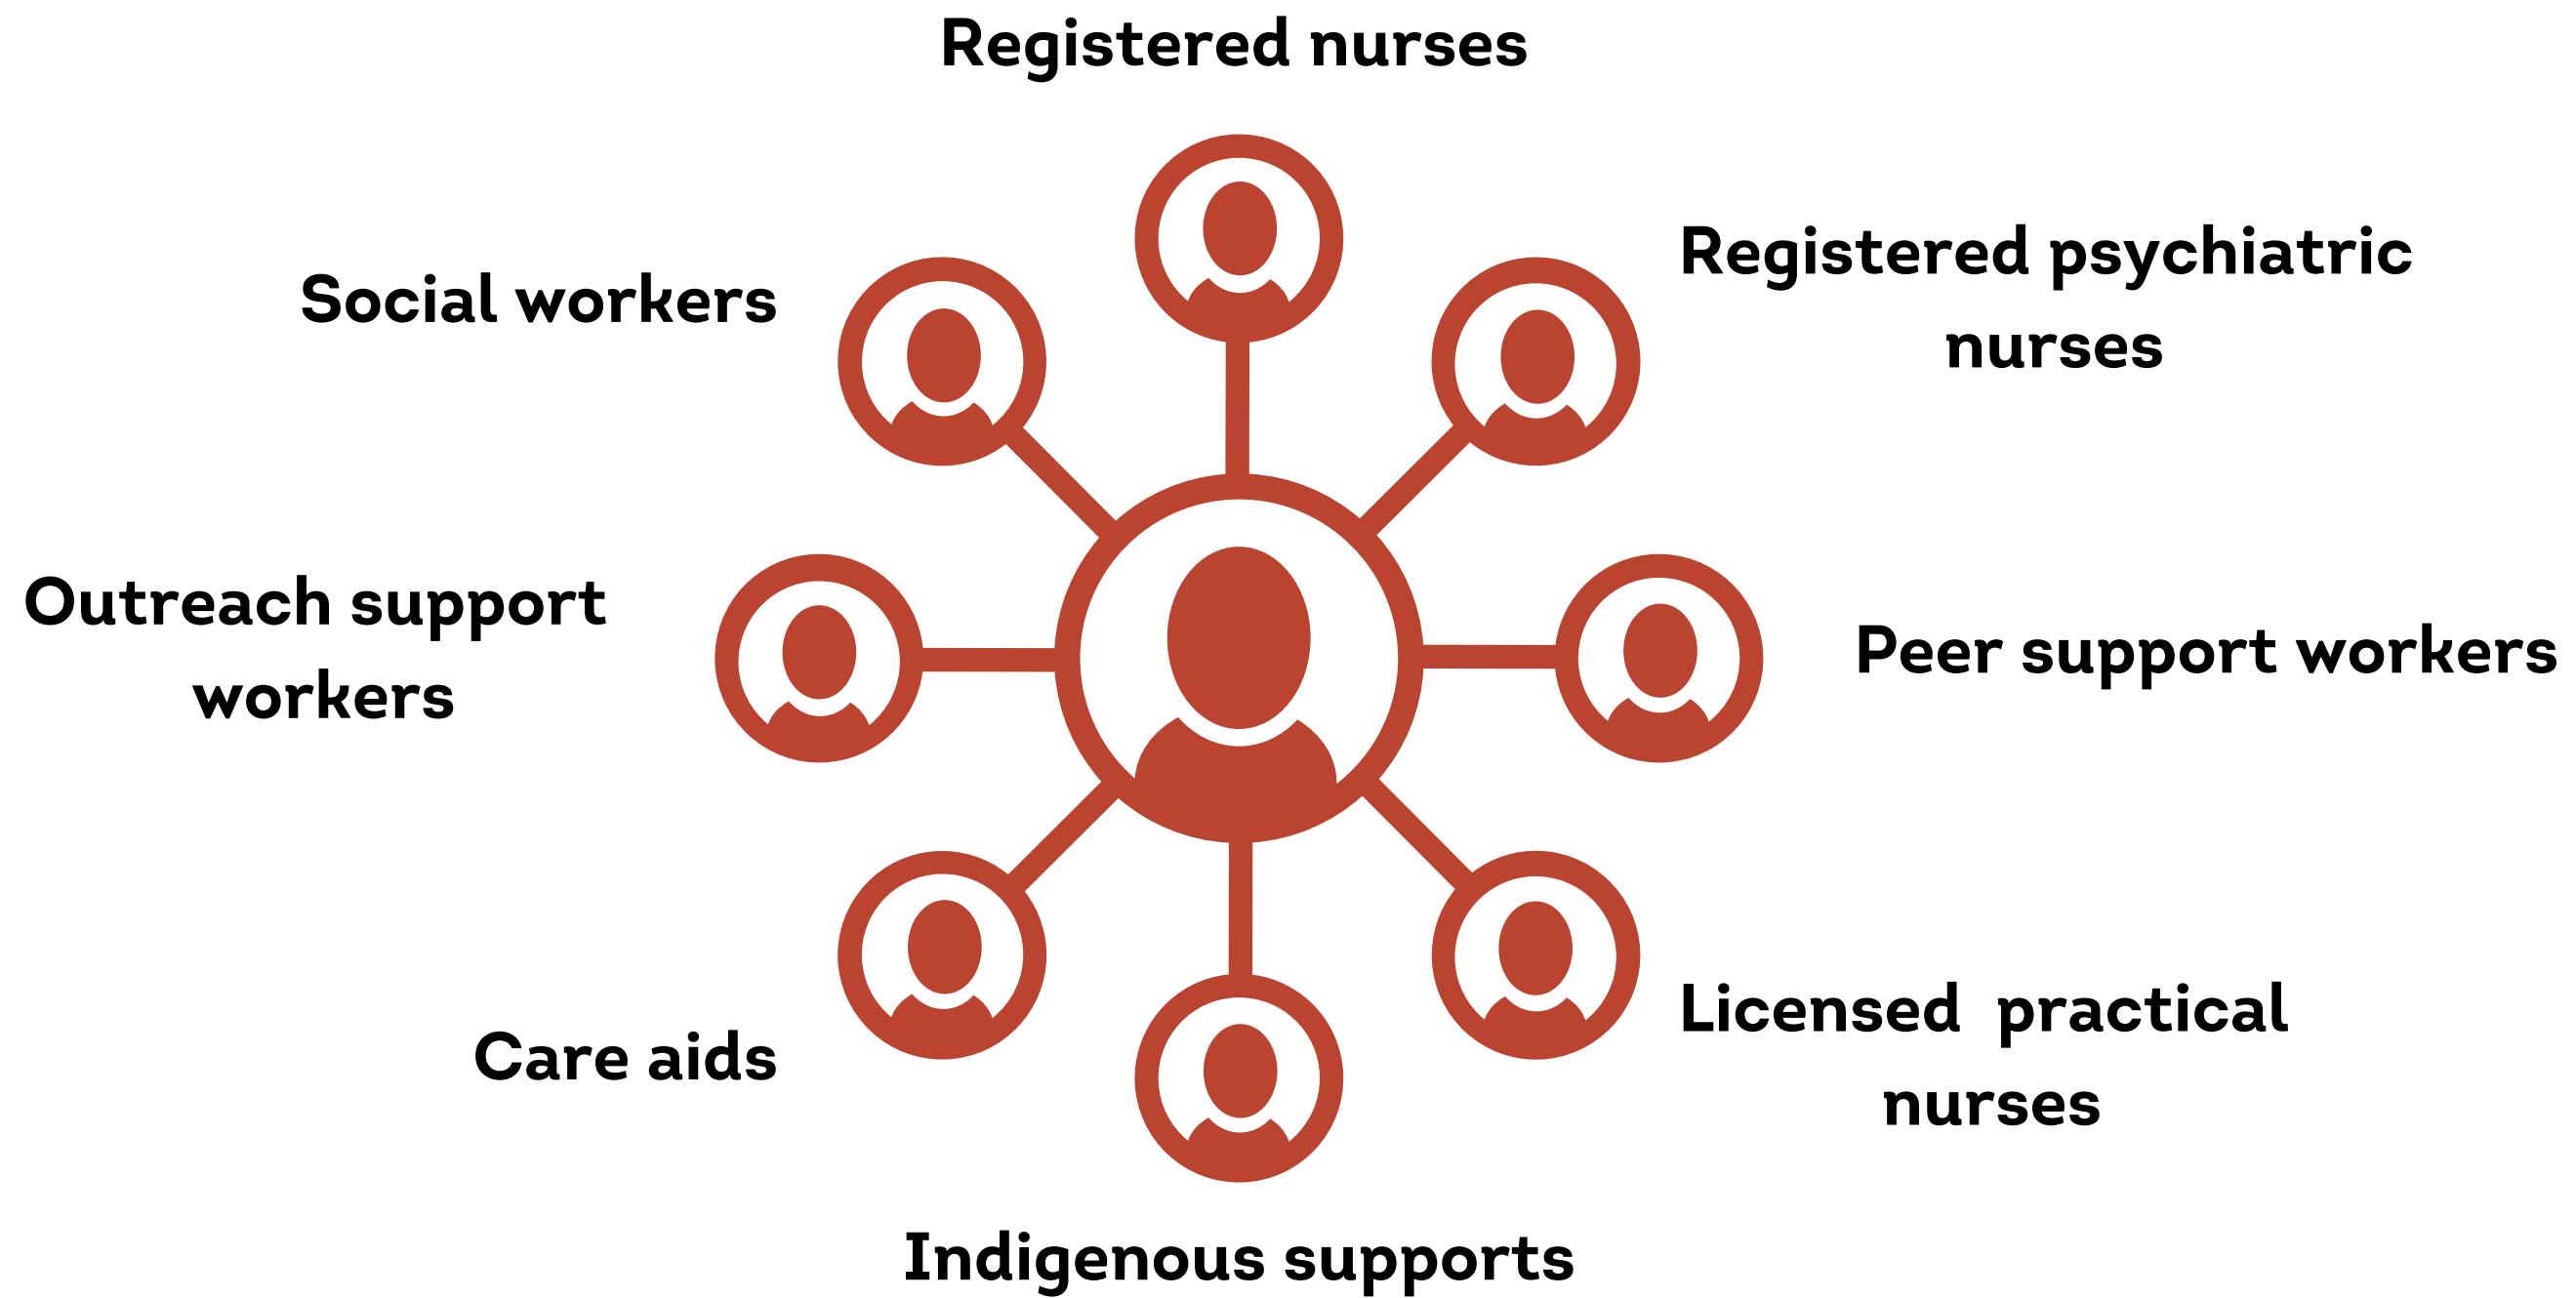 Registered nurses
Registered psychiatric
nurses
Social workers
Outreach support
workers
Peer support workers
Licensed  practical
nurses
Care aids
Indigenous supports